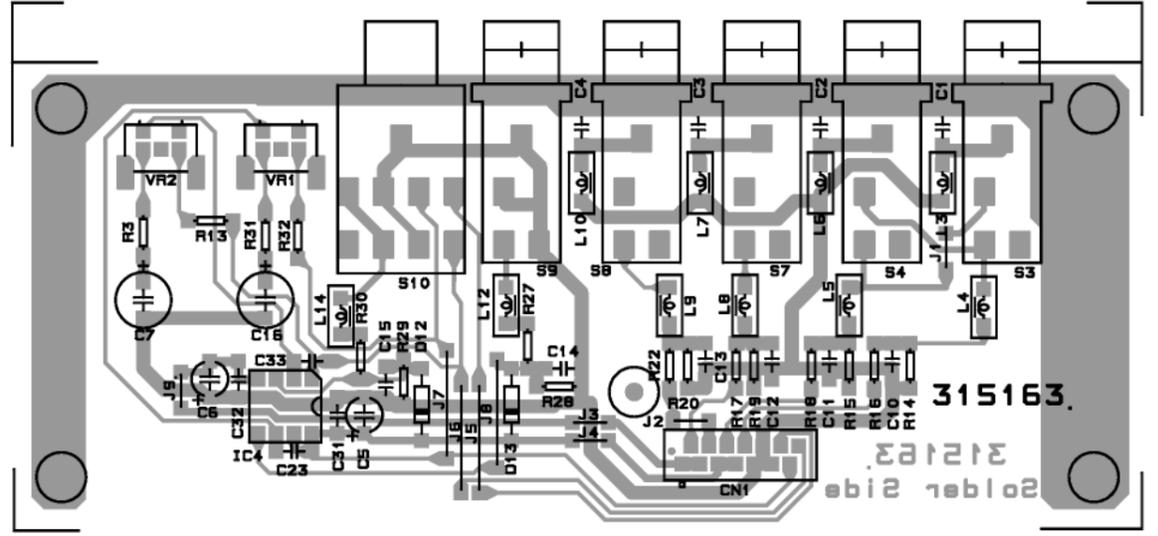 C4 C3 C2 C1
VR2 VR1
R3 R13 R31 R32
L10 L7 L6 L3 J1
S10 S9 S8 S7 S4 S3
C7 C16 L14 R30 L12 R27 L9 L8 L5 L4
C33 C15 R29 D12 C14 R22 C13
J9 C6 C32 R28 R20 R17 R19 C12 R18 C11 R15 R16 C10 R14
315163.
J7 J8 J3 J2
J6 J5 J4
IC4 C23 C31 C5 D13 CN1
315163.
Solder Side